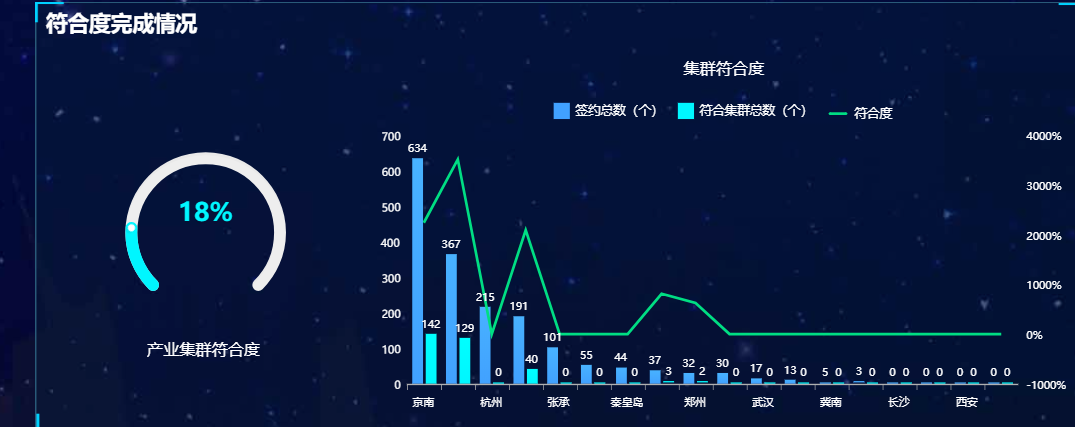 符合度完成情况
集群符合度
签约总数（个） 符合集群总数（个） 符合度
18%
产业集群符合度
700 4000%
600 3000%
500 2000%
400 1000%
300 0%
200 -1000%
100
0
634 142 367 129 215 0 191 40 101 0 55 0 44 0 37 3 32 2 30 0 17 0 13 0 5 0 3 0 0 0 0 0 0 0 0 0
京南 杭州 张承 秦皇岛 郑州 武汉 冀南 长沙 西安